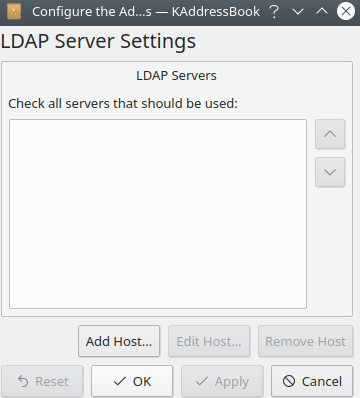 Configure the Ad...s — KAddressBook
LDAP Server Settings
LDAP Servers
Check all servers that should be used:
Add Host...
Edit Host...
Remove Host
Reset
OK
Apply
Cancel